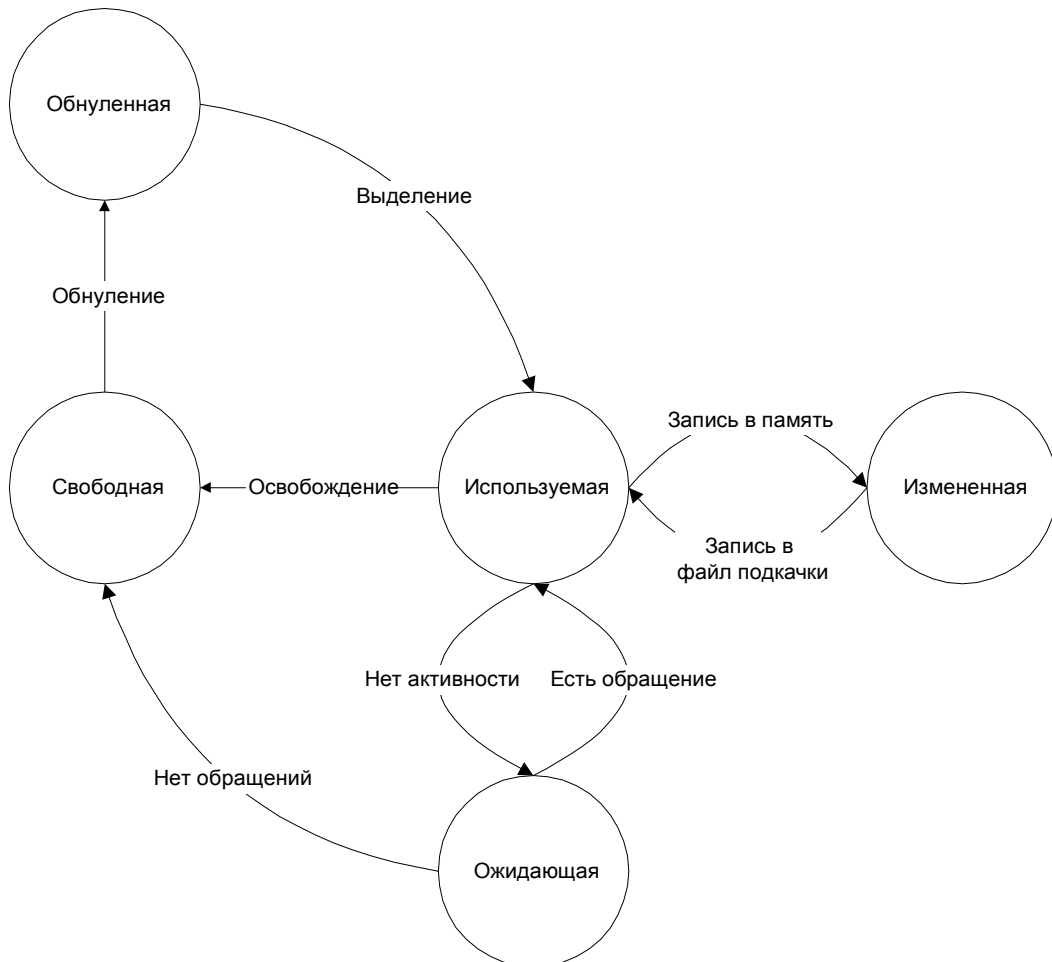 Обнуленная
Выделение
Обнуление
Запись в память
Свободная
Освобождение
Используемая
Измененная
Запись в
файл подкачки
Нет активности
Есть обращение
Нет обращений
Ожидающая